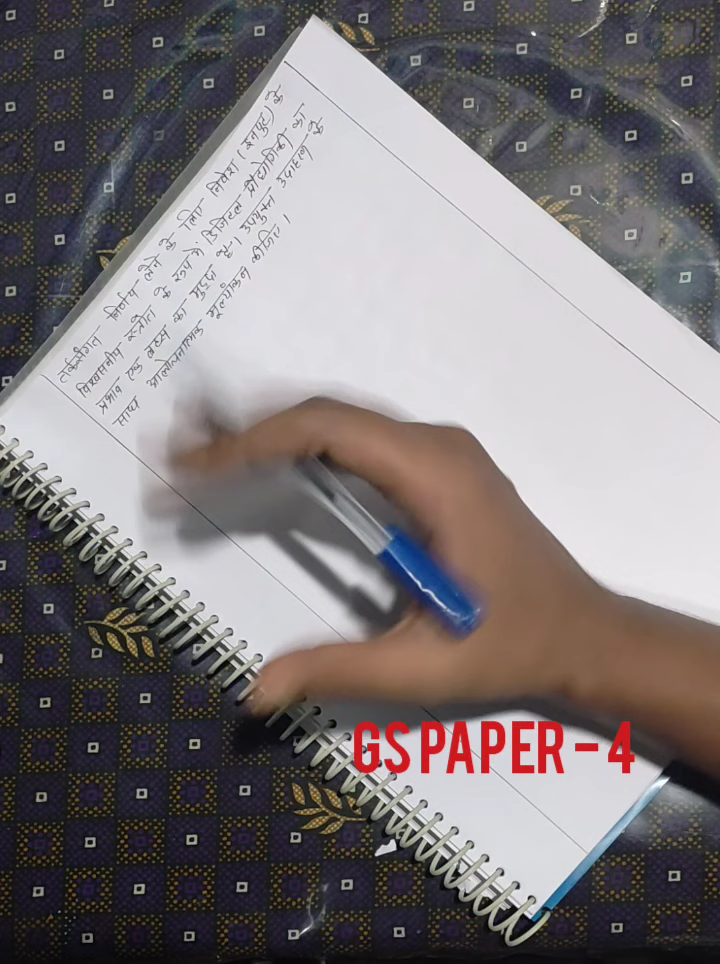 तर्कसंगत निर्णय लेने के लिए निवेश (इनपुट) के
विश्वसनीय स्त्रोत के रूप में डिजिटल प्रौद्योगिकी का
प्रभाव एक बहस का मुद्दा है। उपयुक्त उदाहरण के
साथ आलोचनात्मक मूल्यांकन कीजिए।
GS PAPER – 4